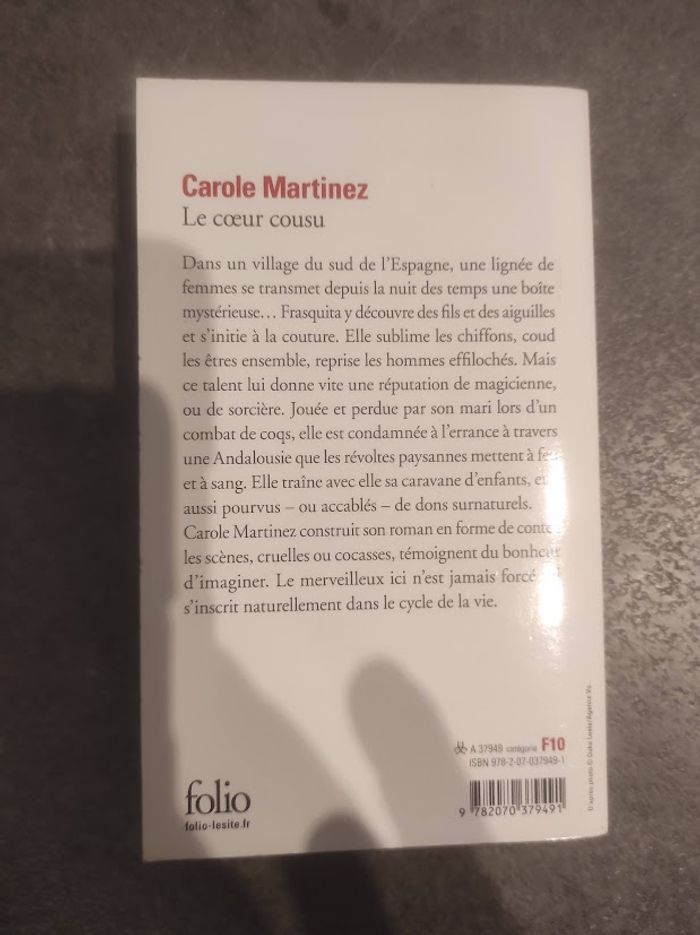 Carole Martinez
Le cœur cousu
Dans un village du sud de l'Espagne, une lignée de
femmes se transmet depuis la nuit des temps une boîte
mystérieuse... Frasquita y découvre des fils et des aiguilles
et s'initie à la couture. Elle sublime les chiffons, coud
les êtres ensemble, reprise les hommes effilochés. Mais
ce talent lui donne vite une réputation de magicienne,
ou de sorcière. Jouée et perdue par son mari lors d'un
combat de coqs, elle est condamnée à l'errance à travers
une Andalousie que les révoltes paysannes mettent à feu
et à sang. Elle traîne avec elle sa caravane d'enfants,
aussi pourvus – ou accablés – de dons surnaturels.
Carole Martinez construit son roman en forme de conte
les scènes, cruelles ou cocasses, témoignent du bonheur
d'imaginer. Le merveilleux ici n'est jamais forcé
s'inscrit naturellement dans le cycle de la vie.
A 37949 catégorie F10
ISBN 978-2-07-037949-1
9 782070 379491
folio
folio-lesite.fr
D'après photo ©